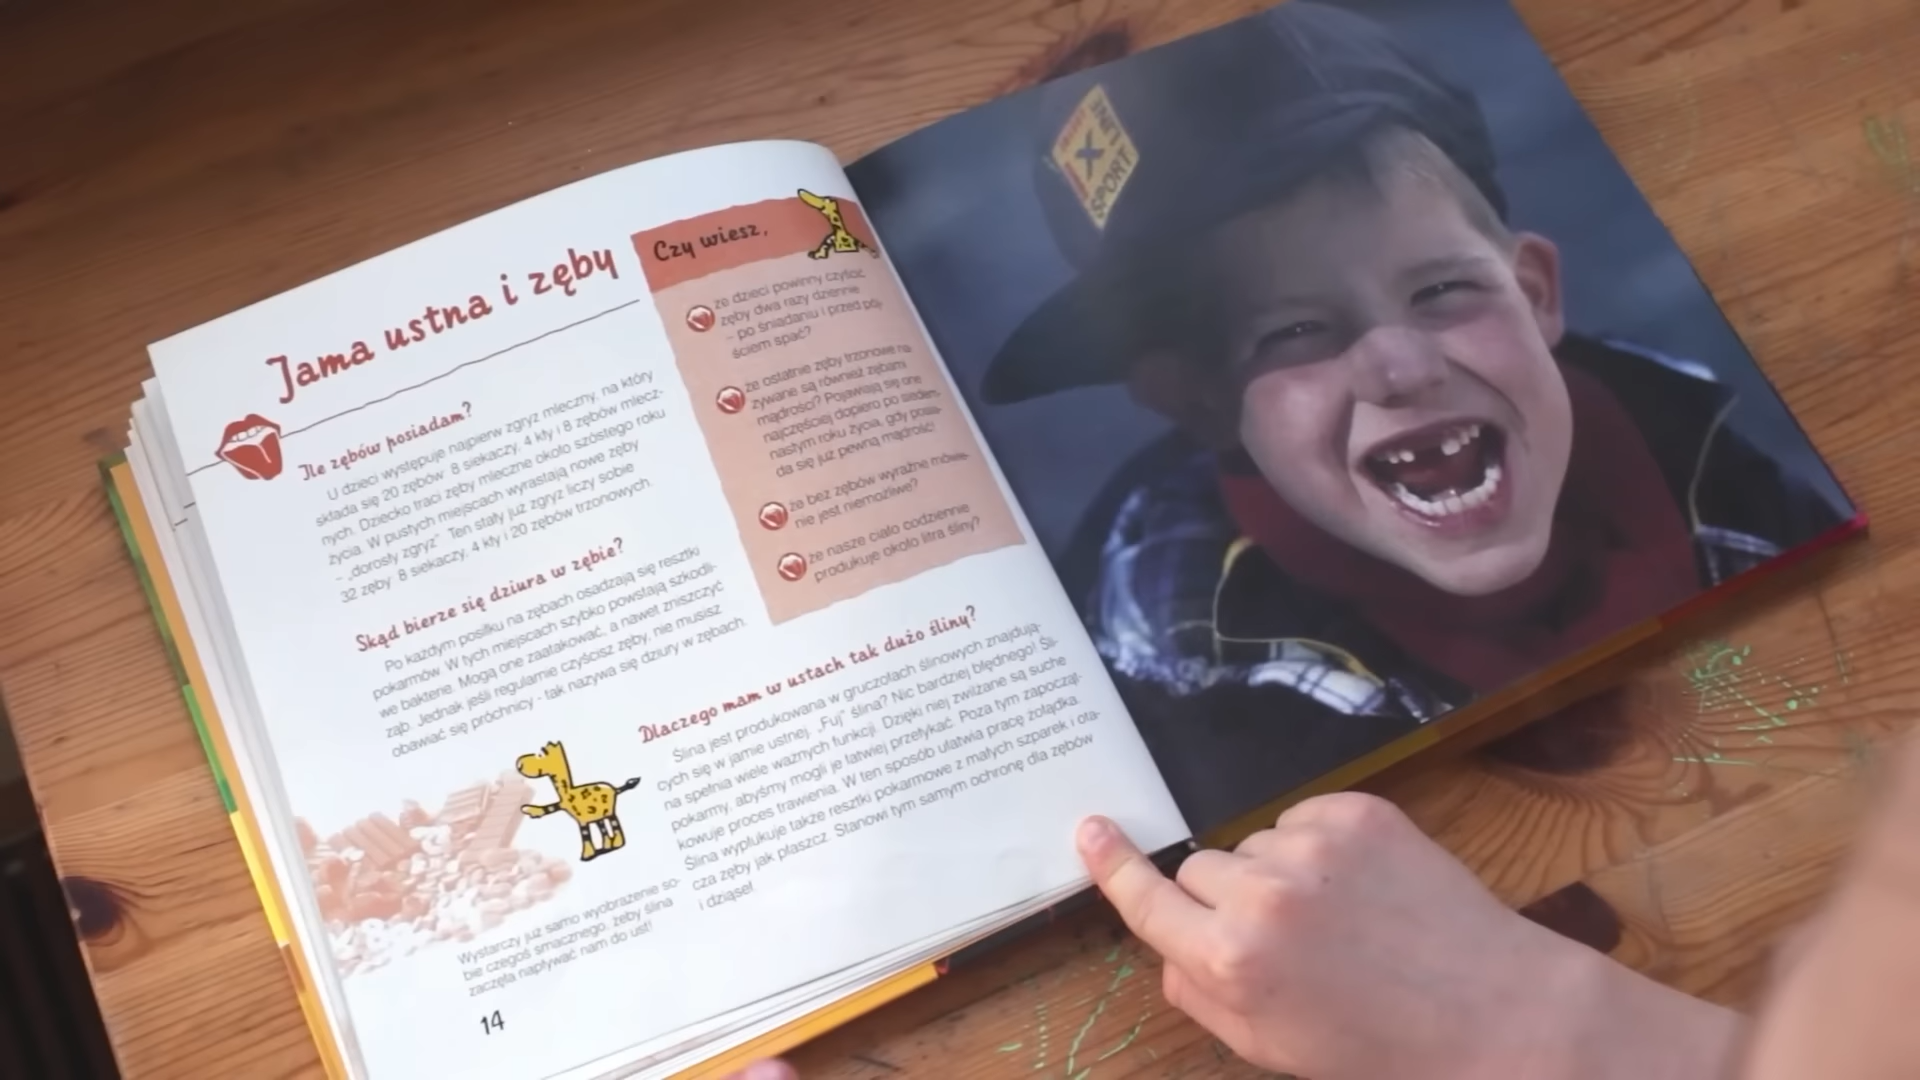 Jama ustna i zęby
Ile zębów posiadam?
U dzieci występuje najpierw zgryz mleczny, na który
składa się 20 zębów: 8 siekaczy, 4 kły i 8 zębów mlecz-
nych. Dziecko traci zęby mleczne około szóstego roku
życia. W pustych miejscach wyrastają nowe zęby
– „dorosły zgryz”. Ten stały już zgryz liczy sobie
32 zęby: 8 siekaczy, 4 kły i 20 zębów trzonowych.
Skąd bierze się dziura w zębie?
Po każdym posiłku na zębach osadzają się resztki
pokarmów. W tych miejscach szybko powstają szkodli-
we bakterie. Mogą one zaatakować, a nawet zniszczyć
ząb. Jednak jeśli regularnie czyścisz zęby, nie musisz
obawiać się próchnicy - tak nazywa się dziury w zębach.
Wystarczy już samo wyobrażenie so-
bie czegoś smacznego, żeby ślina
zaczęła napływać nam do ust!
14
Czy wiesz,
że dzieci powinny czyścić
zęby dwa razy dziennie
– po śniadaniu i przed pój-
ściem spać?
że ostatnie zęby trzonowe na-
zywane są również zębami
mądrości? Pojawiają się one
najczęściej dopiero po siedem-
nastym roku życia, gdy posia-
da się już pewną mądrość!
że bez zębów wyraźne mówie-
nie jest niemożliwe?
że nasze ciało codziennie
produkuje około litra śliny?
Dlaczego mam w ustach tak dużo śliny?
Ślina jest produkowana w gruczołach ślinowych znajdują-
cych się w jamie ustnej. „Fuj” ślina? Nic bardziej błędnego! Śli-
na spełnia wiele ważnych funkcji. Dzięki niej zwilżane są suche
pokarmy, abyśmy mogli je łatwiej przełykać. Poza tym zapocząt-
kowuje proces trawienia. W ten sposób ułatwia pracę żołądka.
Ślina wypłukuje także resztki pokarmowe z małych szparek i ota-
cza zęby jak płaszcz. Stanowi tym samym ochronę dla zębów
i dziąseł.
LINE
X
SPORT